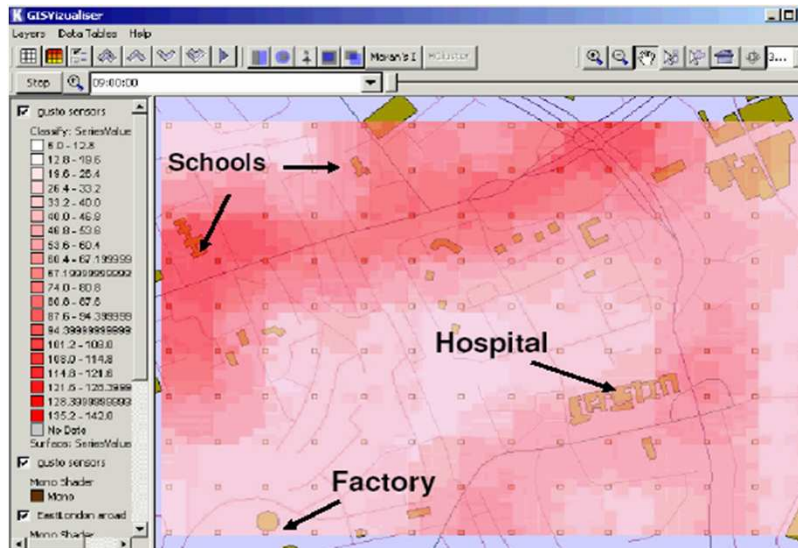 GISVizualiser
Layers Data Tables Help
Moran's I
3...
Stop
09:00:00
gusto sensors
Classify: SeriesValue
6.0 - 12.8
12.8 - 19.6
19.6 - 26.4
26.4 - 33.2
33.2 - 40.0
40.0 - 46.8
46.8 - 53.6
53.6 - 60.4
60.4 - 67.199999
67.19999999999
74.0 - 80.8
80.8 - 87.6
87.6 - 94.399999
94.39999999999
101.2 - 108.0
108.0 - 114.8
114.8 - 121.6
121.6 - 128.3999
128.3999999999
135.2 - 142.0
No Data
Surface: SeriesValue
gusto sensors
Mono Shader
Mono
EastLondon aroad
Mono Shader
Schools
Hospital
Factory